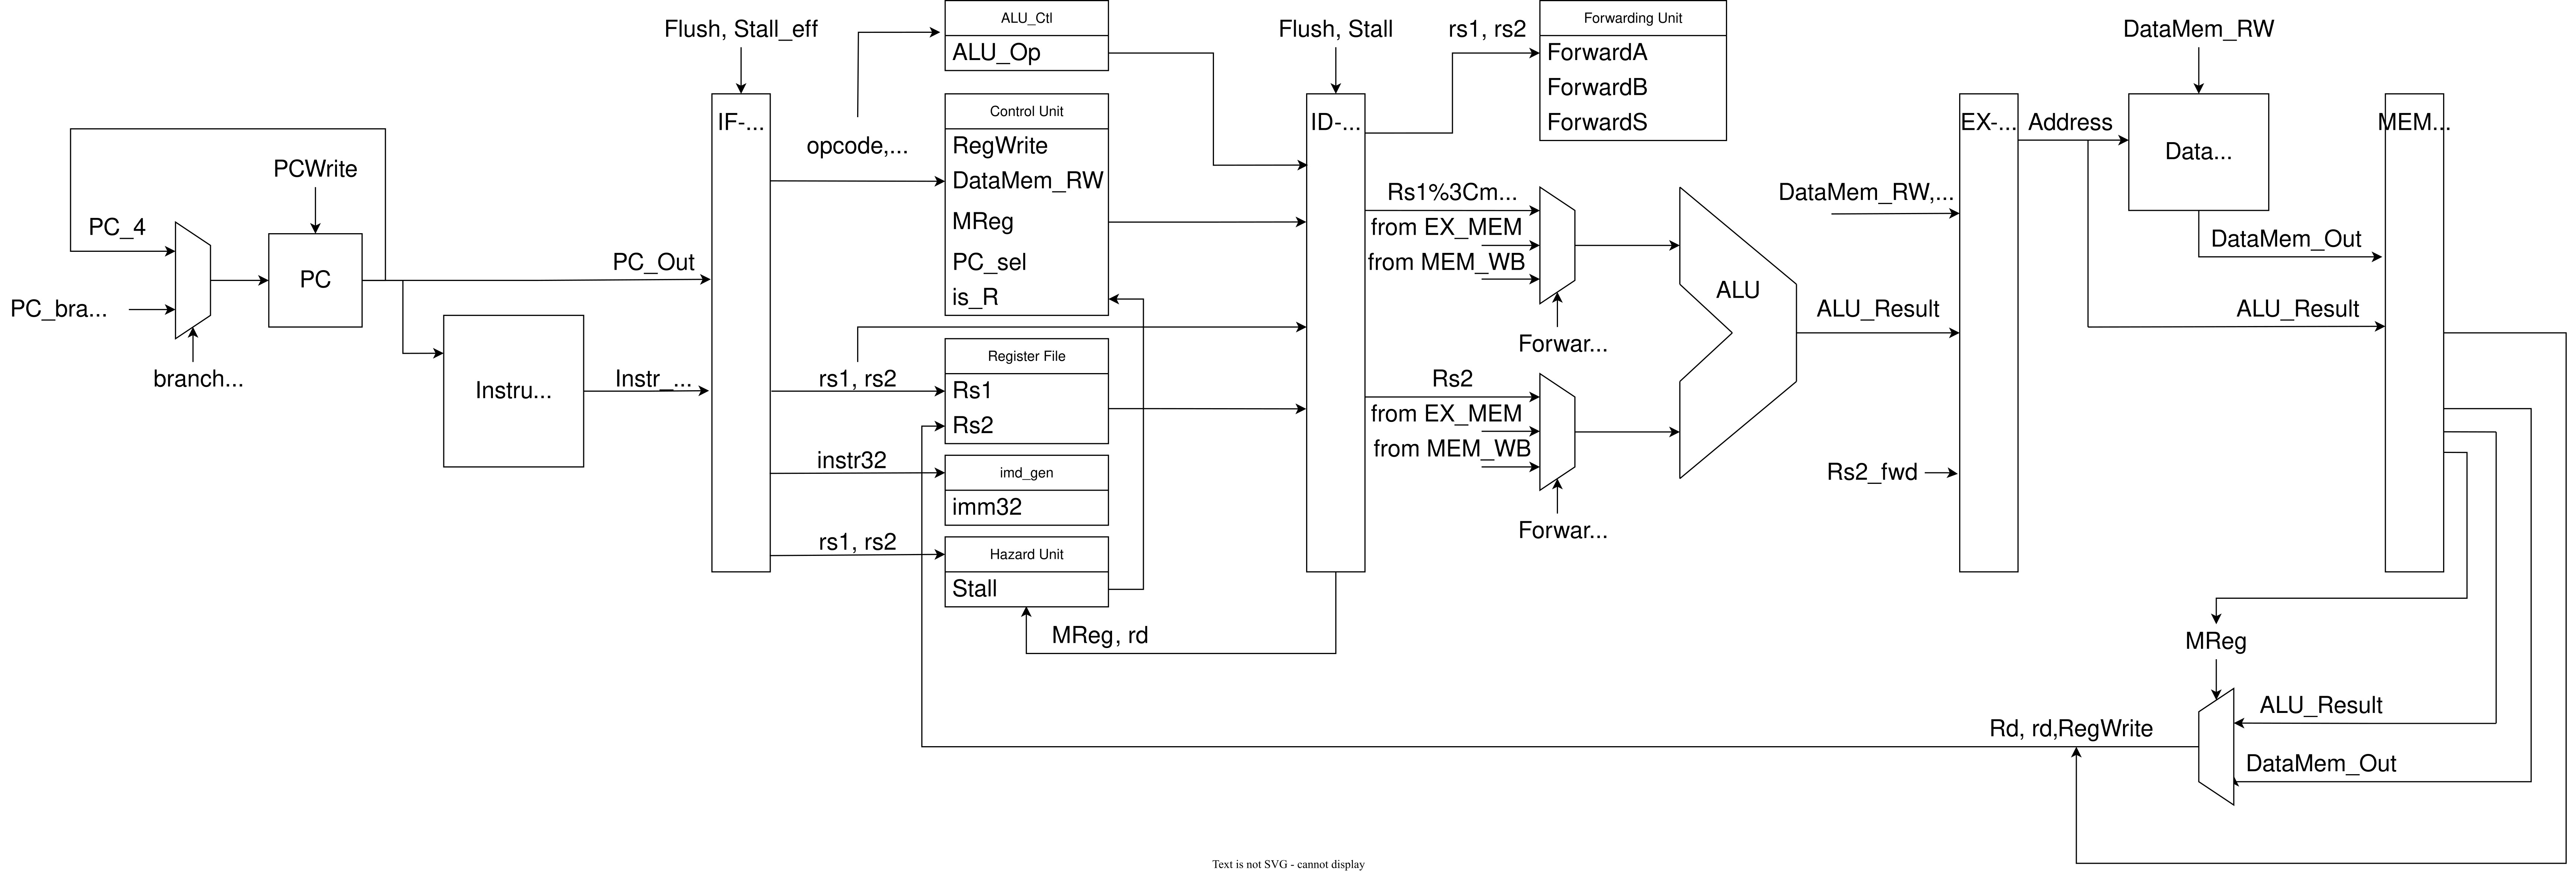 Flush, Stall_eff
ALU_Ctl
ALU_Op
Flush, Stall
rs1, rs2
Forwarding Unit
ForwardA
ForwardB
ForwardS
DataMem_RW
IF-...
opcode,...
Control Unit
RegWrite
DataMem_RW
MReg
PC_sel
is_R
ID-...
EX-...
Address
Data...
MEM...
PCWrite
PC_4
PC
PC_bra...
branch...
PC_Out
Instru...
Instr_...
rs1, rs2
Register File
Rs1
Rs2
instr32
imd_gen
imm32
rs1, rs2
Hazard Unit
Stall
MReg, rd
Rs1%3Cm...
from EX_MEM
from MEM_WB
Forwar...
Rs2
from EX_MEM
from MEM_WB
Forwar...
ALU
DataMem_RW,...
ALU_Result
Rs2_fwd
DataMem_Out
ALU_Result
MReg
ALU_Result
Rd, rd,RegWrite
DataMem_Out
Text is not SVG - cannot display